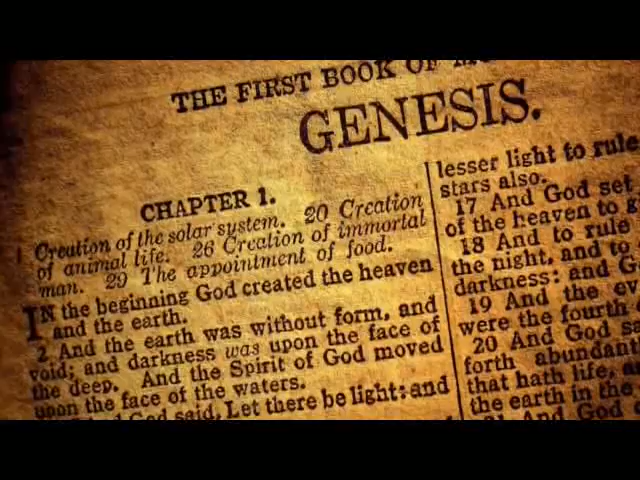 THE FIRST BOOK OF
GENESIS.
CHAPTER 1.
Creation of the solar system. 20 Creation
of animal life. 26 Creation of immortal
man. 29 The appointment of food.
IN the beginning God created the heaven
and the earth.
2 And the earth was without form, and
void; and darkness was upon the face of
the deep. And the Spirit of God moved
upon the face of the waters.
God said, Let there be light: and
lesser light to rule
stars also.
17 And God set
of the heaven to
18 And to rule
the night, and to
darkness: and
19 And the
were the fourth
20 And God
forth
that hath life,
the earth in the
21 And God